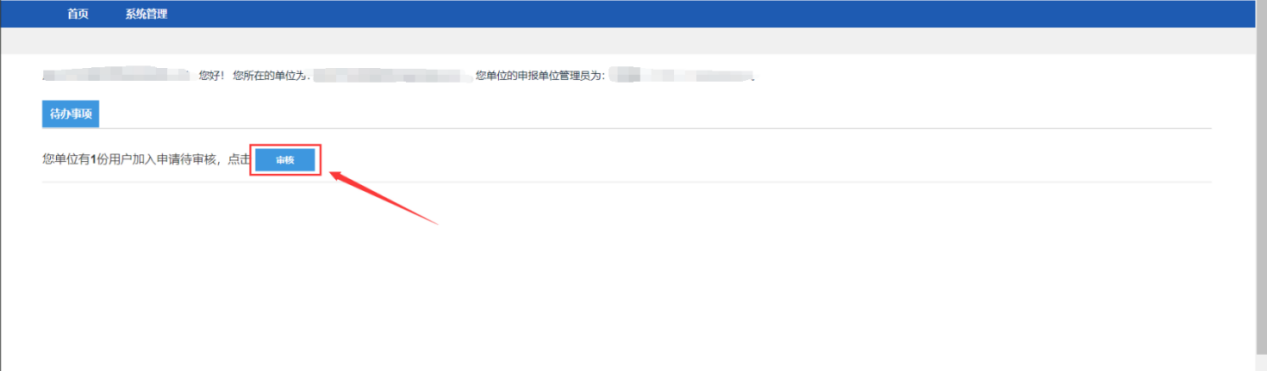 首页 系统管理
您好! 您所在的单位为. 您单位的申报单位管理员为: .
待办事项
您单位有1份用户加入申请待审核，点击 审核